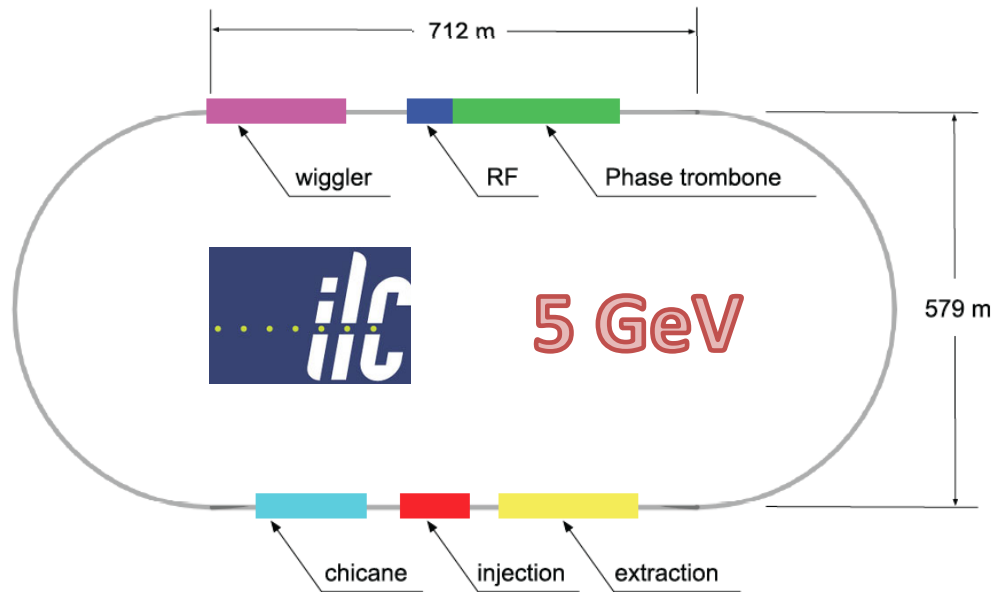 712 m
wiggler
RF
Phase trombone
ilc
5 GeV
579 m
chicane
injection
extraction